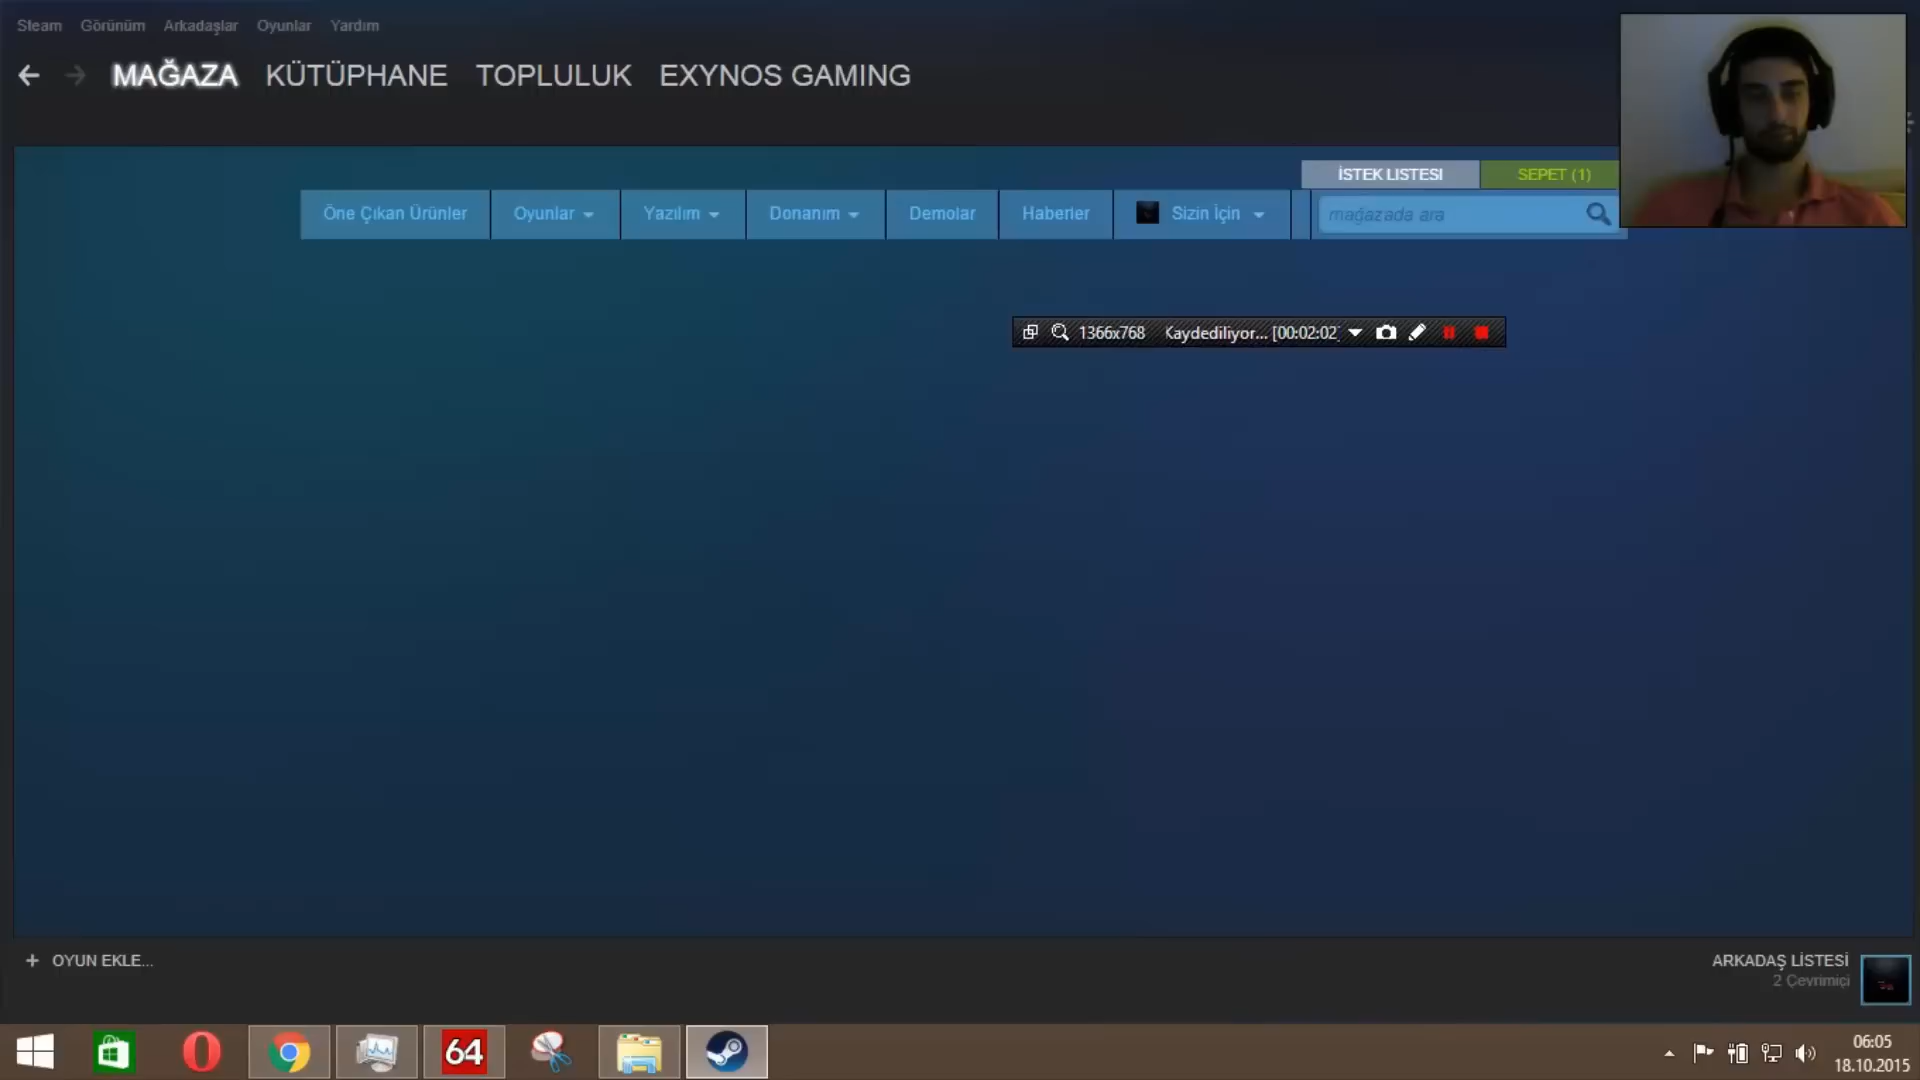 Steam Görünüm Arkadaşlar Oyunlar Yardım
MAĞAZA KÜTÜPHANE TOPLULUK EXYNOS GAMING
İSTEK LISTESI SEPET (1)
Öne Çıkan Ürünler Oyunlar Yazılım Donanım Demolar Haberler Sizin İçin mağazada ara
1366x768 Kaydediliyor... [00:02:02]
+ OYUN EKLE...
ARKADAŞ LİSTESİ
2 Çevrimiçi
64
06:05
18.10.2015